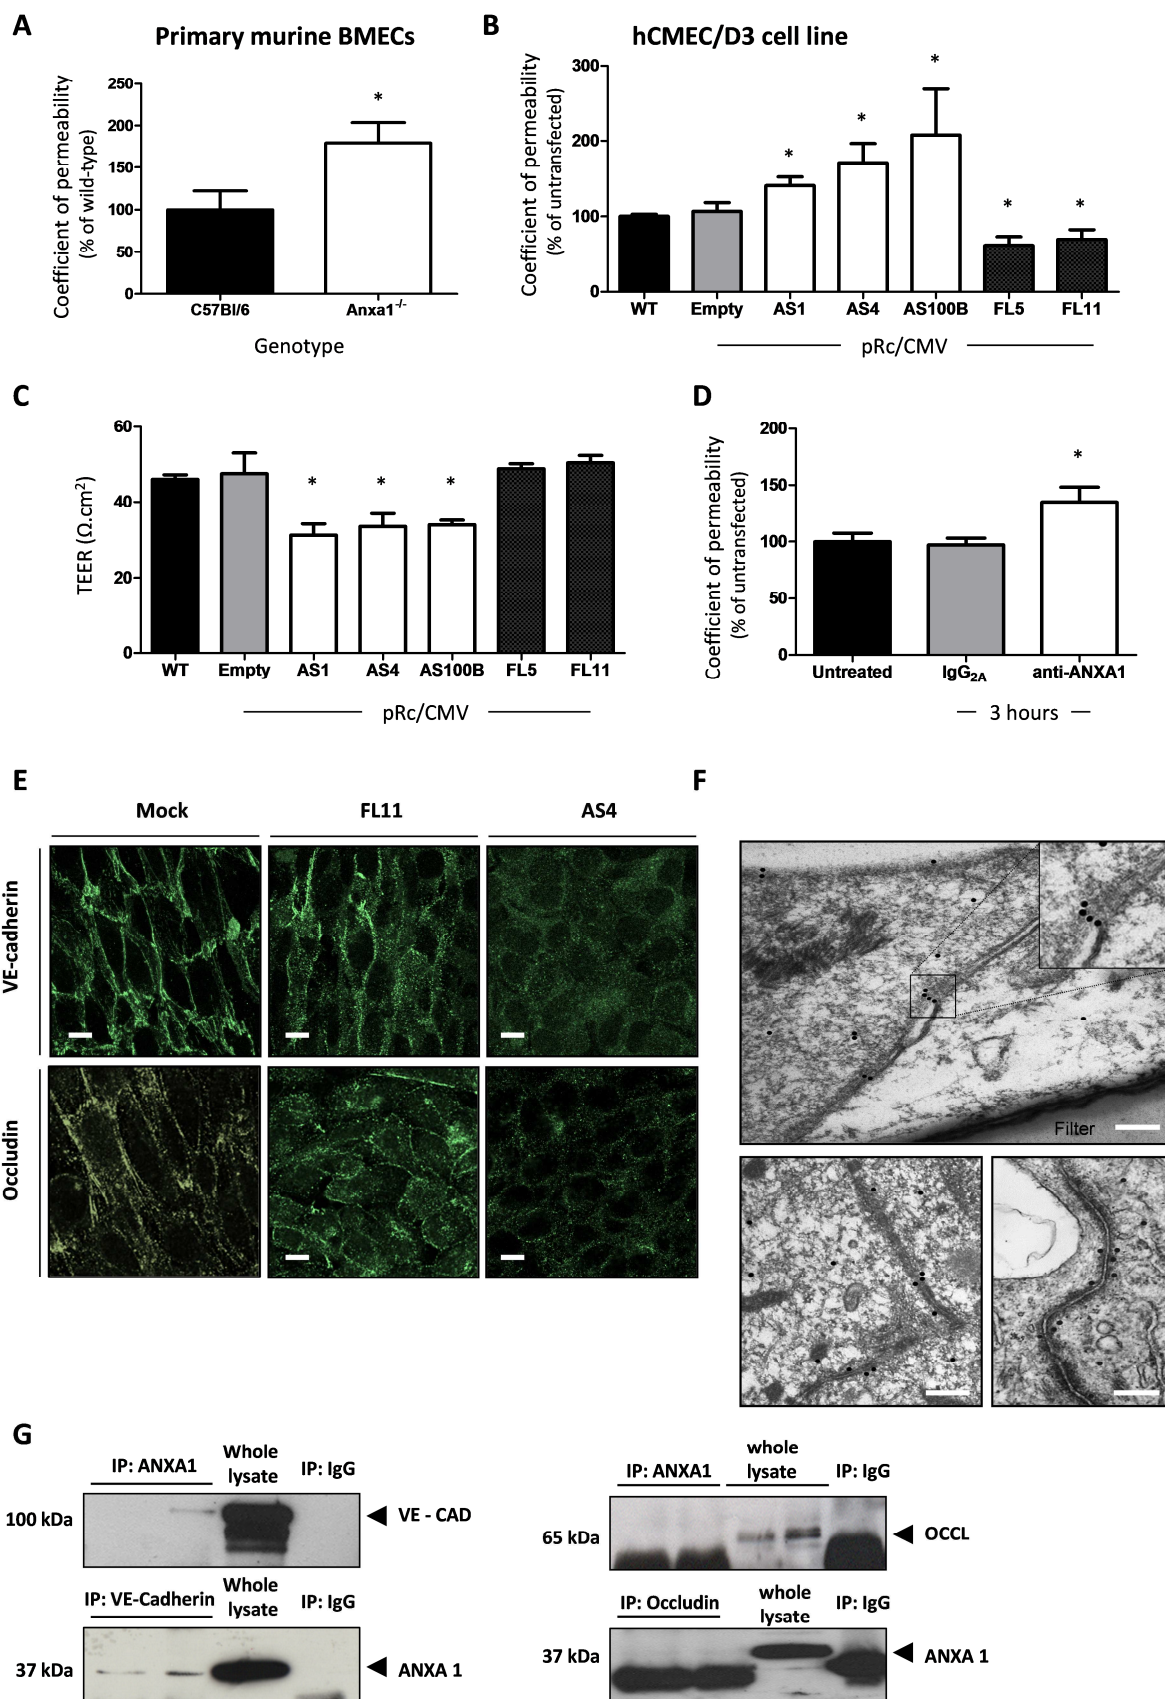 A
Primary murine BMECs
Coefficient of permeability
(% of wild-type)
250
200
150
100
50
0
*
C57Bl/6
Anxa1-/-
Genotype
B
hCMEC/D3 cell line
Coefficient of permeability
(% of untransfected)
300
200
100
0
*
*
*
*
*
WT
Empty
AS1
AS4
AS100B
FL5
FL11
pRc/CMV
C
TEER (Ω.cm2)
60
40
20
0
*
*
*
WT
Empty
AS1
AS4
AS100B
FL5
FL11
pRc/CMV
D
Coefficient of permeability
(% of untransfected)
200
150
100
50
0
*
Untreated
IgG2A
anti-ANXA1
3 hours
E
Mock
FL11
AS4
VE-cadherin
Occludin
F
Filter
G
IP: ANXA1
Whole
lysate
IP: IgG
100 kDa
VE - CAD
IP: VE-Cadherin
Whole
lysate
IP: IgG
37 kDa
ANXA 1
IP: ANXA1
whole
lysate
IP: IgG
65 kDa
OCCL
IP: Occludin
whole
lysate
IP: IgG
37 kDa
ANXA 1